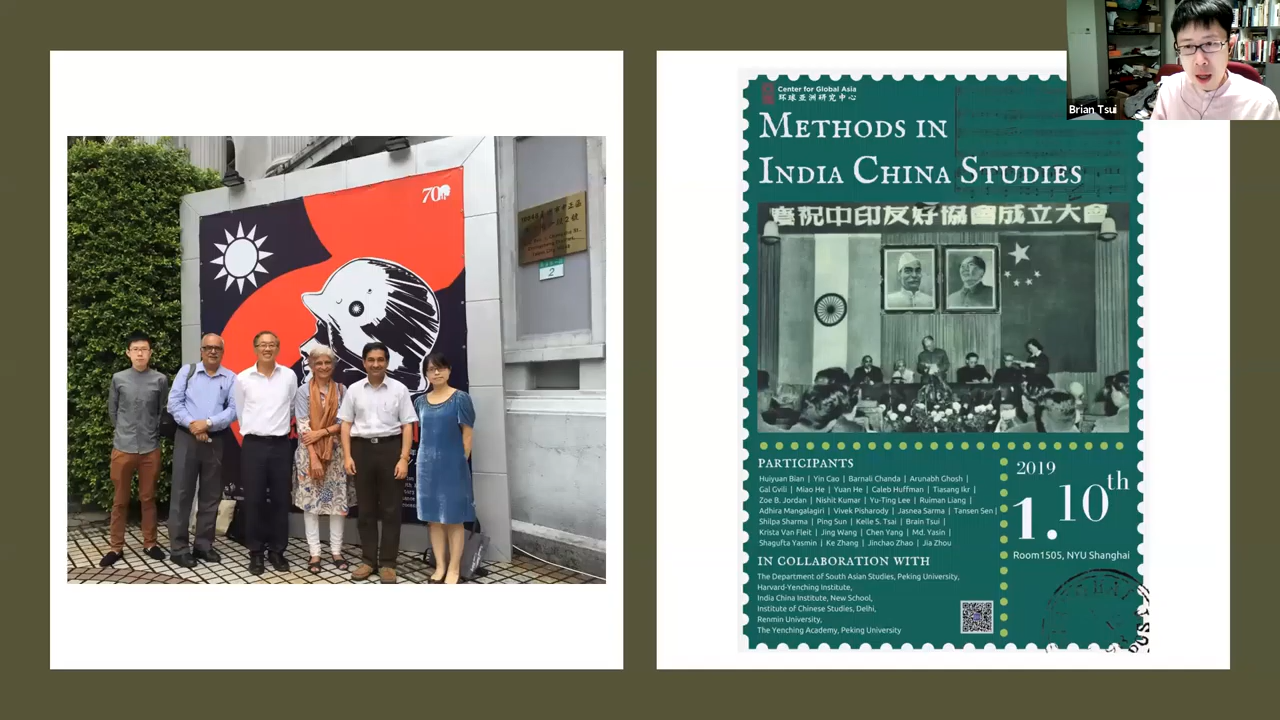 70
2
Center for Global Asia
环球亚洲研究中心
METHODS IN
INDIA CHINA STUDIES
慶祝中印友好協會成立大會
PARTICIPANTS
Huiyuan Bian | Yin Cao | Barnali Chanda | Arunabh Ghosh |
Gal Gvili | Miao He | Yuan He | Caleb Huffman | Tiasang Ikr |
Zoe B. Jordan | Nishit Kumar | Yu-Ting Lee | Ruiman Liang |
Adhira Mangalagiri | Vivek Pisharody | Jasnea Sarma | Tansen Sen |
Shilpa Sharma | Ping Sun | Kelle S. Tsai | Brain Tsui |
Krista Van Fleit | Jing Wang | Chen Yang | Md. Yasin |
Shagufta Yasmin | Ke Zhang | Jinchao Zhao | Jia Zhou
IN COLLABORATION WITH
The Department of South Asian Studies, Peking University,
Harvard-Yenching Institute,
India China Institute, New School,
Institute of Chinese Studies, Delhi,
Renmin University,
The Yenching Academy, Peking University
2019
1.10th
Room1505, NYU Shanghai
Brian Tsui